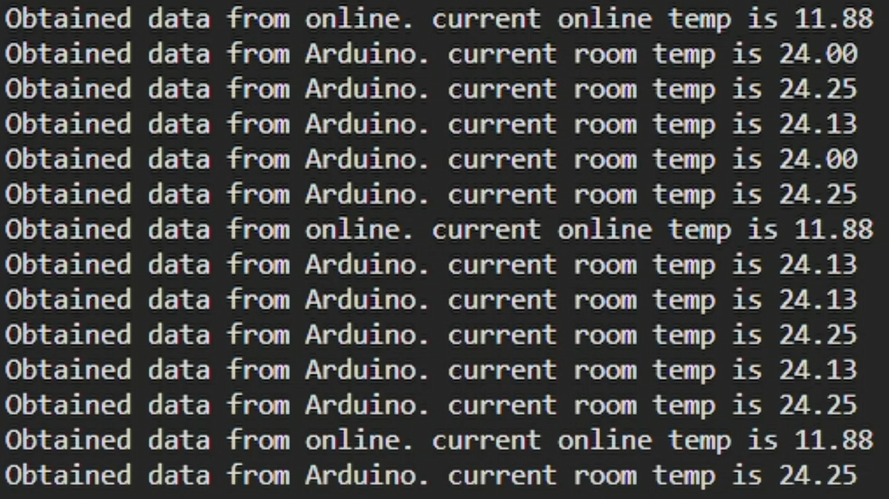 Obtained data from online. current online temp is 11.88
Obtained data from Arduino. current room temp is 24.00
Obtained data from Arduino. current room temp is 24.25
Obtained data from Arduino. current room temp is 24.13
Obtained data from Arduino. current room temp is 24.00
Obtained data from Arduino. current room temp is 24.25
Obtained data from online. current online temp is 11.88
Obtained data from Arduino. current room temp is 24.13
Obtained data from Arduino. current room temp is 24.13
Obtained data from Arduino. current room temp is 24.25
Obtained data from Arduino. current room temp is 24.13
Obtained data from Arduino. current room temp is 24.25
Obtained data from online. current online temp is 11.88
Obtained data from Arduino. current room temp is 24.25